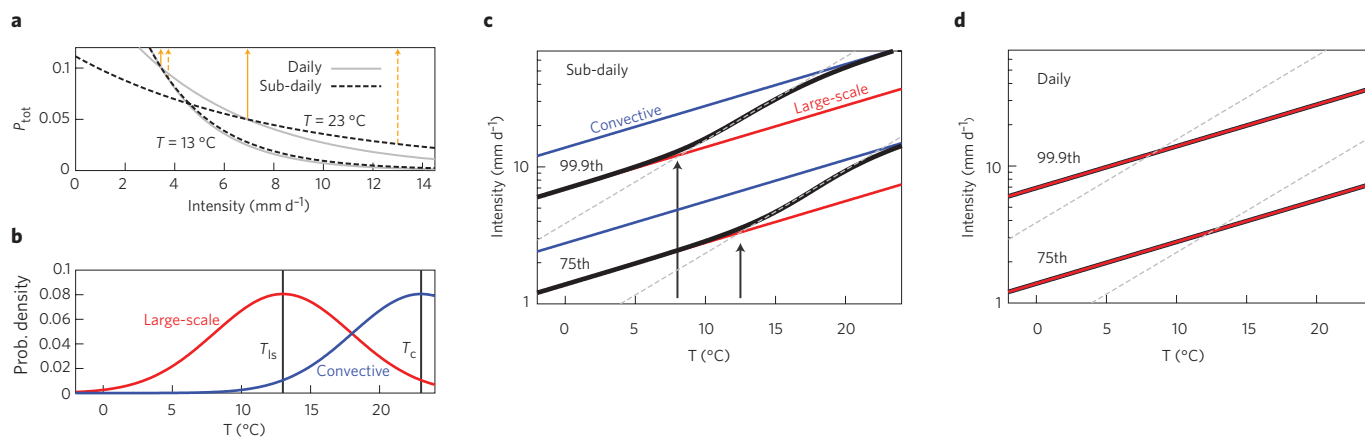 a
P_tot
0.1
0.05
0
Daily
Sub-daily
T = 23 °C
T = 13 °C
0 2 4 6 8 10 12 14
Intensity (mm d⁻¹)
b
Prob. density
0.1
0.08
0.06
0.04
0.02
0
Large-scale
T_ls
T_c
Convective
0 5 10 15 20
T (°C)
c
Intensity (mm d⁻¹)
10
1
Sub-daily
Convective
Large-scale
99.9th
75th
0 5 10 15 20
T (°C)
d
Intensity (mm d⁻¹)
10
1
Daily
99.9th
75th
0 5 10 15 20
T (°C)